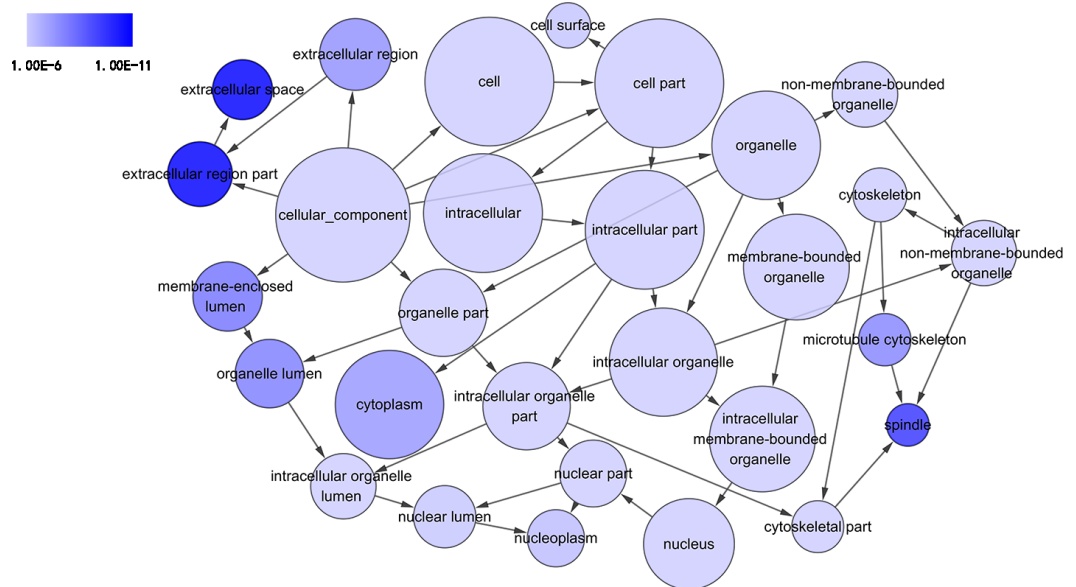 1.00E-6 1.00E-11
cell surface
extracellular region
cell
cell part
non-membrane-bounded
organelle
extracellular space
organelle
extracellular region part
cytoskeleton
cellular_component
intracellular
intracellular part
intracellular
non-membrane-bounded
organelle
membrane-bounded
organelle
membrane-enclosed
lumen
organelle part
microtubule cytoskeleton
organelle lumen
intracellular organelle
cytoplasm
intracellular organelle
part
intracellular
membrane-bounded
organelle
spindle
intracellular organelle
lumen
nuclear part
nuclear lumen
cytoskeletal part
nucleoplasm
nucleus